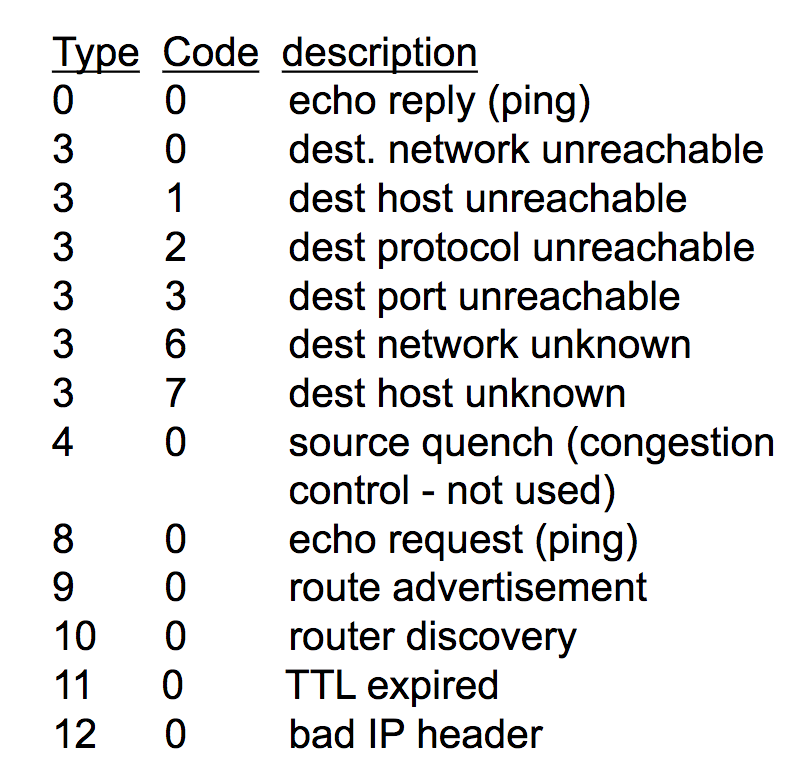 Type Code description
0 0 echo reply (ping)
3 0 dest. network unreachable
3 1 dest host unreachable
3 2 dest protocol unreachable
3 3 dest port unreachable
3 6 dest network unknown
3 7 dest host unknown
4 0 source quench (congestion
control - not used)
8 0 echo request (ping)
9 0 route advertisement
10 0 router discovery
11 0 TTL expired
12 0 bad IP header